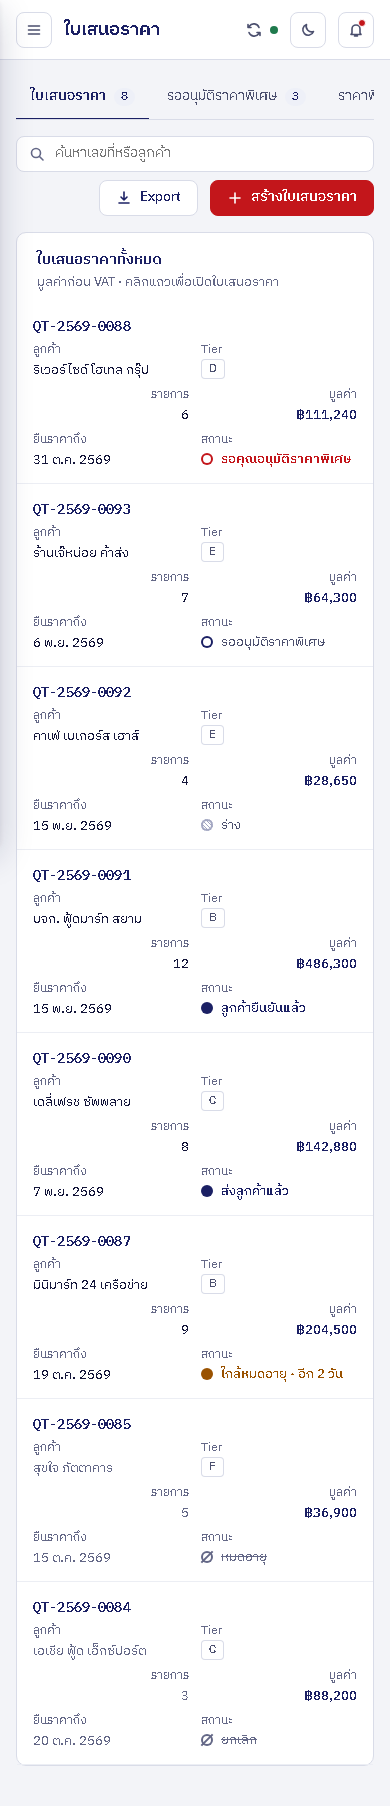 ใบเสนอราคา
ใบเสนอราคา 8 รออนุมัติราคาพิเศษ 3 ราคาพิ
ค้นหาเลขที่หรือลูกค้า
Export สร้างใบเสนอราคา
ใบเสนอราคาทั้งหมด
มูลค่าก่อน VAT · คลิกแถวเพื่อเปิดใบเสนอราคา
QT-2569-0088
ลูกค้า Tier
ริเวอร์ไซด์ โฮเทล กรุ๊ป D
รายการ มูลค่า
6 ฿111,240
ยืนราคาถึง สถานะ
31 ต.ค. 2569 รอคุณอนุมัติราคาพิเศษ
QT-2569-0093
ลูกค้า Tier
ร้านเจ๊หน่อย ค้าส่ง E
รายการ มูลค่า
7 ฿64,300
ยืนราคาถึง สถานะ
6 พ.ย. 2569 รออนุมัติราคาพิเศษ
QT-2569-0092
ลูกค้า Tier
คาเฟ่ เบเกอร์ส เฮาส์ E
รายการ มูลค่า
4 ฿28,650
ยืนราคาถึง สถานะ
15 พ.ย. 2569 ร่าง
QT-2569-0091
ลูกค้า Tier
บจก. ฟู้ดมาร์ท สยาม B
รายการ มูลค่า
12 ฿486,300
ยืนราคาถึง สถานะ
15 พ.ย. 2569 ลูกค้ายืนยันแล้ว
QT-2569-0090
ลูกค้า Tier
เดลี่เฟรช ซัพพลาย C
รายการ มูลค่า
8 ฿142,880
ยืนราคาถึง สถานะ
7 พ.ย. 2569 ส่งลูกค้าแล้ว
QT-2569-0087
ลูกค้า Tier
มินิมาร์ท 24 เครือข่าย B
รายการ มูลค่า
9 ฿204,500
ยืนราคาถึง สถานะ
19 ต.ค. 2569 ใกล้หมดอายุ · อีก 2 วัน
QT-2569-0085
ลูกค้า Tier
สุขใจ ภัตตาคาร F
รายการ มูลค่า
5 ฿36,900
ยืนราคาถึง สถานะ
15 ต.ค. 2569 หมดอายุ
QT-2569-0084
ลูกค้า Tier
เอเชีย ฟู้ด เอ็กซ์ปอร์ต C
รายการ มูลค่า
3 ฿88,200
ยืนราคาถึง สถานะ
20 ต.ค. 2569 ยกเลิก